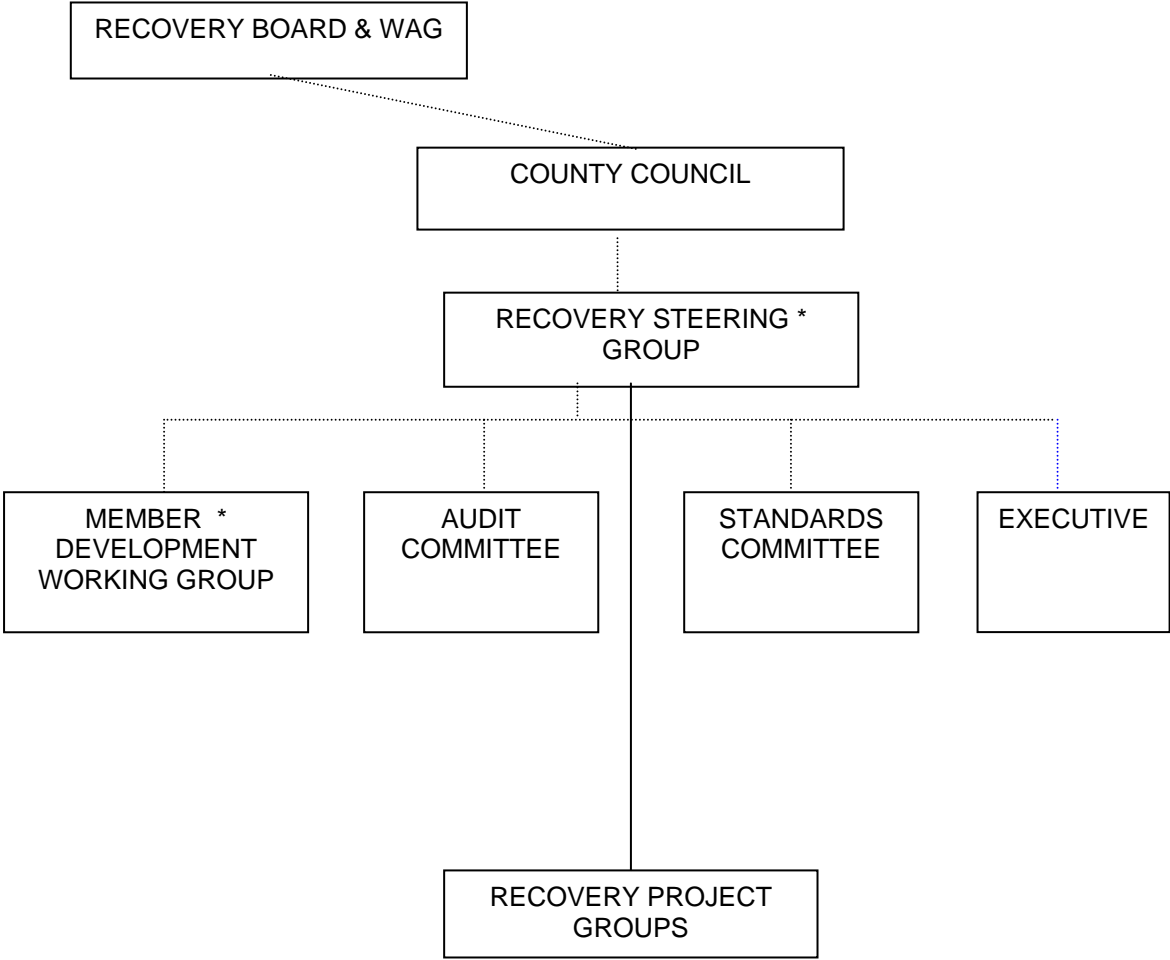 RECOVERY BOARD & WAG
COUNTY COUNCIL
RECOVERY STEERING *
GROUP
MEMBER *
DEVELOPMENT
WORKING GROUP
AUDIT
COMMITTEE
STANDARDS
COMMITTEE
EXECUTIVE
RECOVERY PROJECT
GROUPS